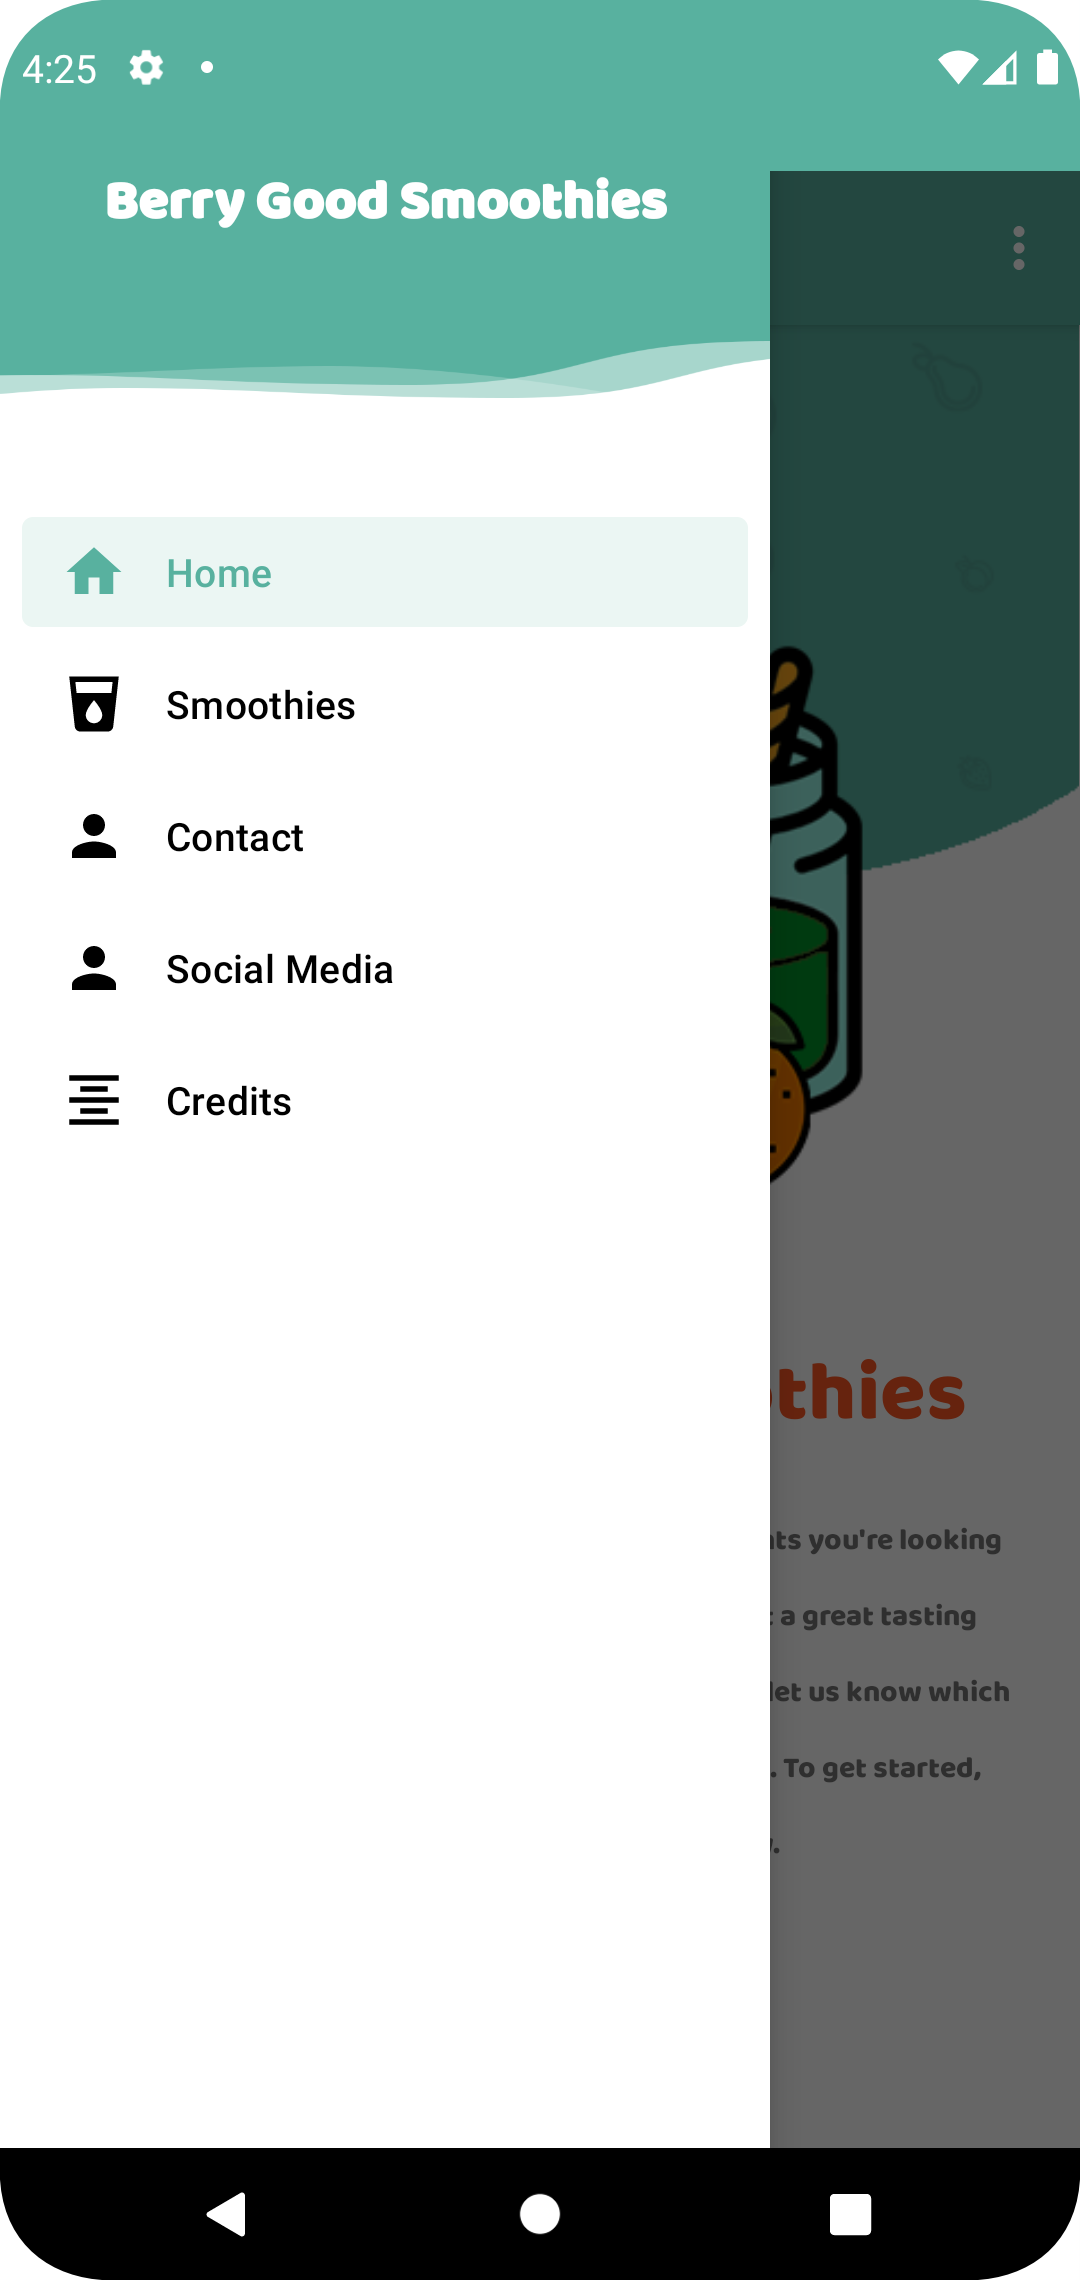 4:25
Berry Good Smoothies
Home
Smoothies
Contact
Social Media
Credits
thies
you're looking
a great tasting
let us know which
. To get started,